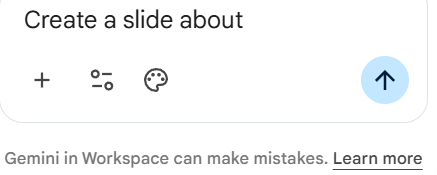 Create a slide about
Gemini in Workspace can make mistakes. Learn more